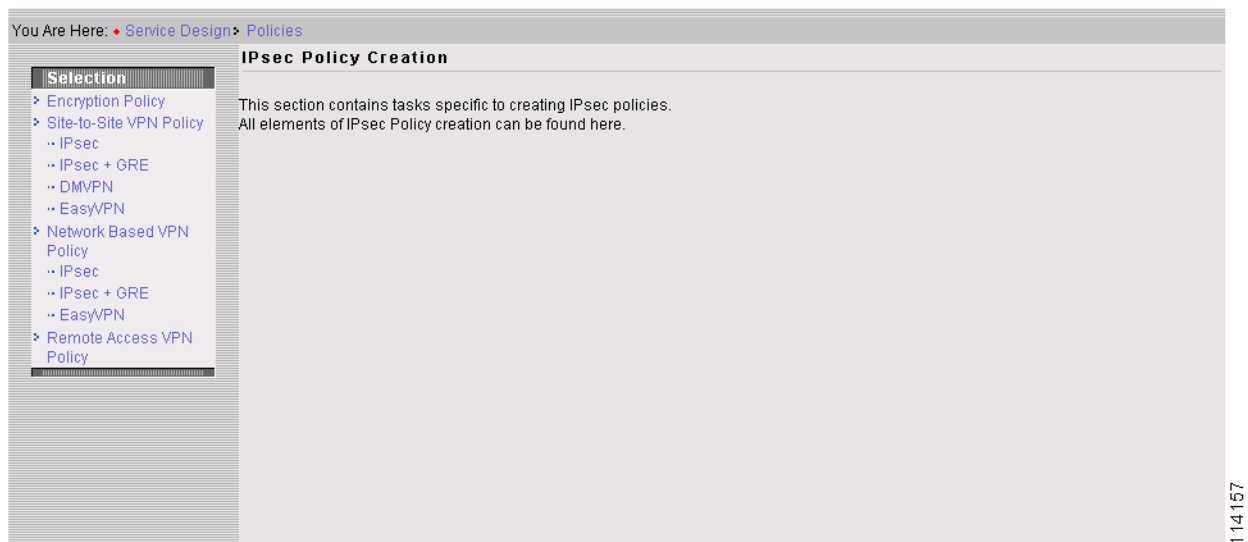 You Are Here: • Service Design Policies
IPsec Policy Creation
Selection
Encryption Policy
Site-to-Site VPN Policy
IPsec
IPsec + GRE
DMVPN
EasyVPN
Network Based VPN
Policy
IPsec
IPsec + GRE
EasyVPN
Remote Access VPN
Policy
This section contains tasks specific to creating IPsec policies.
All elements of IPsec Policy creation can be found here.
114157